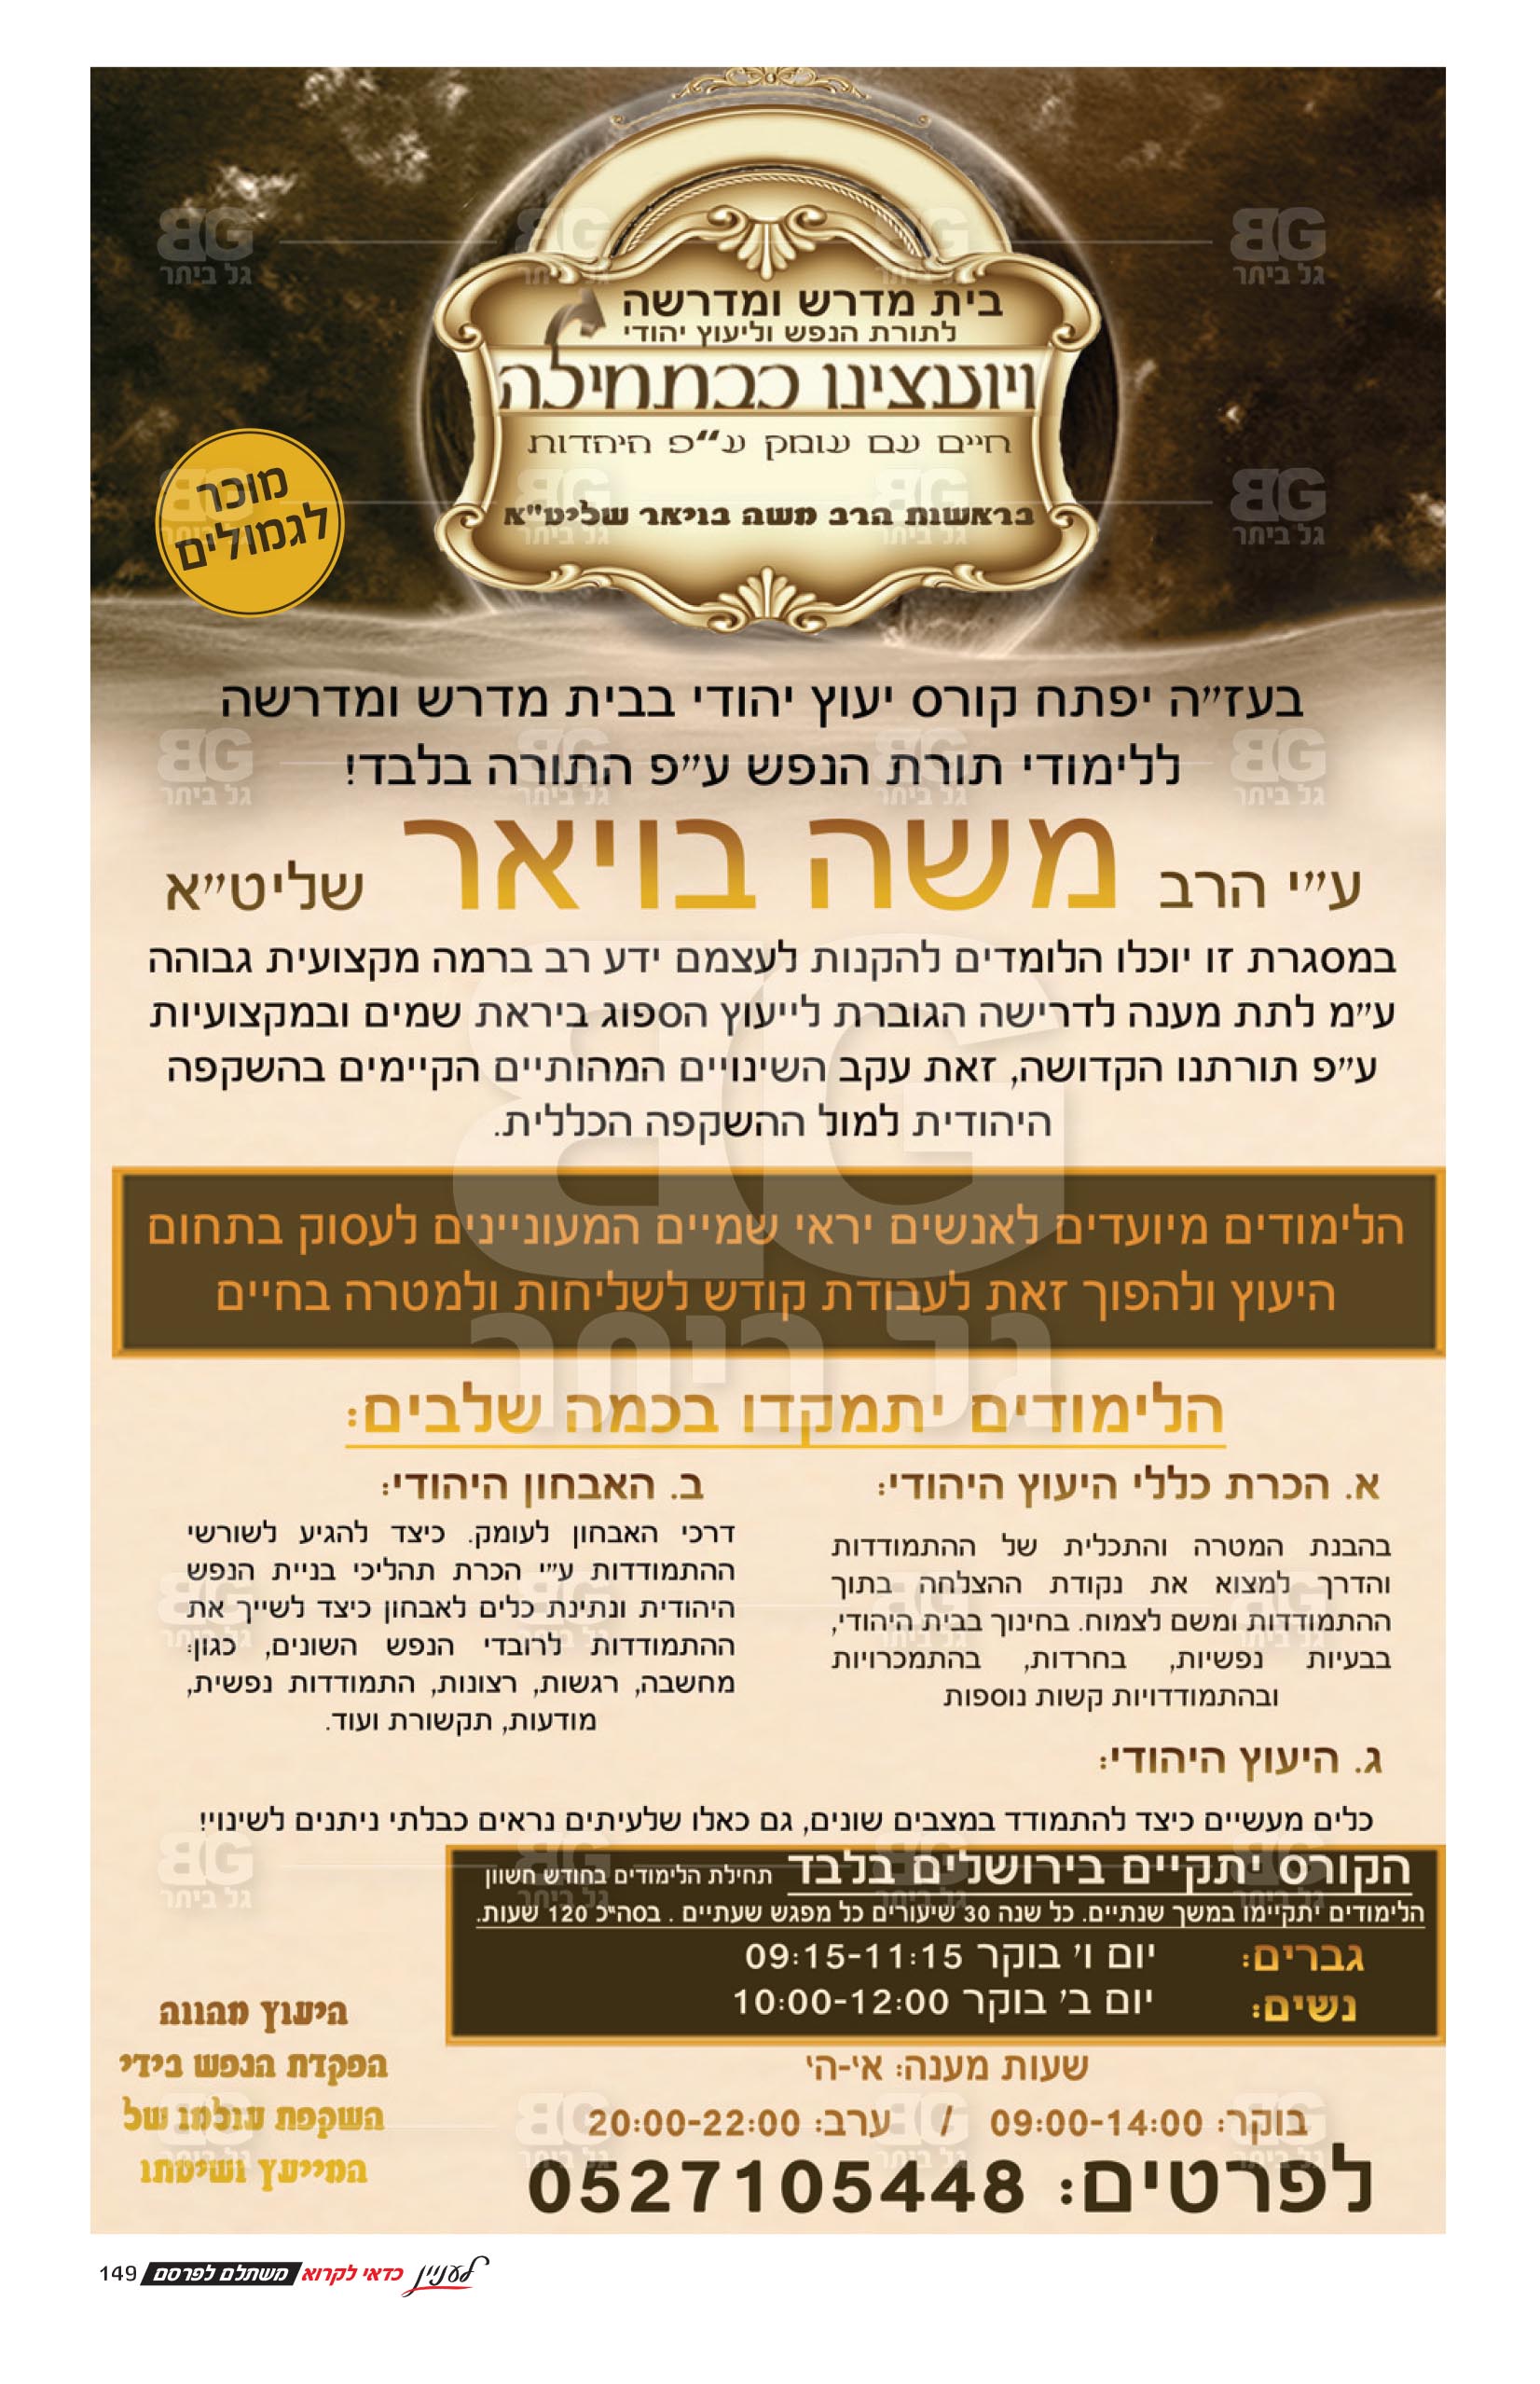 בית מדרש ומדרשה
לתורת הנפש וליעוץ יהודי
חיים עם עומק ע"פ היהדות
בראשות הרב משה בויאר שליט"א
מוכר
לגמולים
בעז"ה יפתח קורס יעוץ יהודי בבית מדרש ומדרשה
ללימודי תורת הנפש ע"פ התורה בלבד!
ע"י הרב משה בויאר שליט"א
במסגרת זו יוכלו הלומדים להקנות לעצמם ידע רב ברמה מקצועית גבוהה
ע"מ לתת מענה לדרישה הגוברת לייעוץ הספוג ביראת שמים ובמקצועיות
ע"פ תורתנו הקדושה, זאת עקב השינויים המהותיים הקיימים בהשקפה
היהודית למול ההשקפה הכללית.
הלימודים מיועדים לאנשים יראי שמיים המעוניינים לעסוק בתחום
היעוץ ולהפוך זאת לעבודת קודש לשליחות ולמטרה בחיים
הלימודים יתמקדו בכמה שלבים:
א. הכרת כללי היעוץ היהודי:
בהבנת המטרה והתכלית של ההתמודדות
והדרך למצוא את נקודת ההצלחה בתוך
ההתמודדות ומשם לצמוח. בחינוך בבית היהודי,
בבעיות נפשיות, בחרדות, בהתמכרויות
ובהתמודדויות קשות נוספות
ב. האבחון היהודי:
דרכי האבחון לעומק. כיצד להגיע לשורשי
ההתמודדות ע"י הכרת תהליכי בניית הנפש
היהודית ונתינת כלים לאבחון כיצד לשייך את
ההתמודדות לרובדי הנפש השונים, כגון:
מחשבה, רגשות, רצונות, התמודדות נפשית,
מודעות, תקשורת ועוד.
ג. היעוץ היהודי:
כלים מעשיים כיצד להתמודד במצבים שונים, גם כאלו שלעיתים נראים כבלתי ניתנים לשינוי!
הקורס יתקיים בירושלים בלבד תחילת הלימודים בחודש חשוון
הלימודים יתקיימו במשך שנתיים. כל שנה 30 שיעורים כל מפגש שעתיים . בסה"כ 120 שעות.
גברים: יום ו' בוקר 09:15-11:15
נשים: יום ב' בוקר 10:00-12:00
היעוץ מהווה
הפקדת הנפש בידי
השקפת עולמו של
המייעץ ושיטתו
שעות מענה: א'-ה'
בוקר: 09:00-14:00 / ערב: 20:00-22:00
לפרטים: 0527105448
לעניין כדאי לקרוא משתלם לפרסם 149
BG
גל ביתר